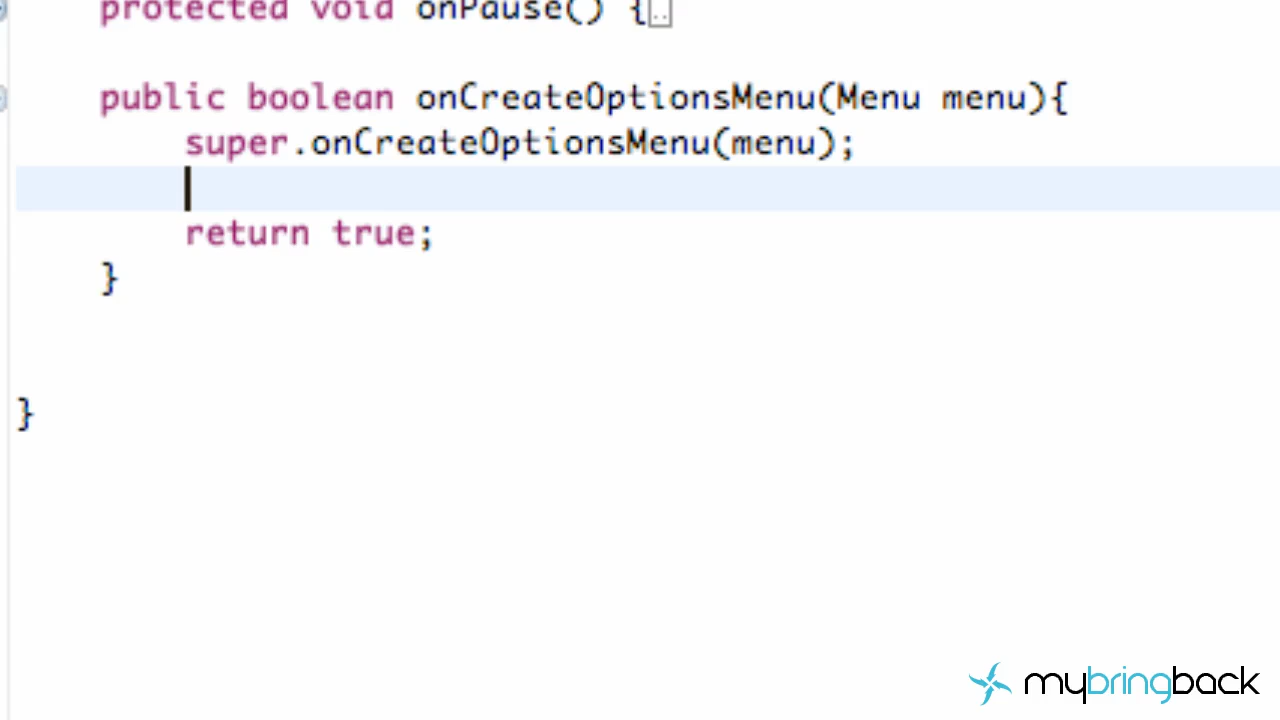 protected void onPause() {..
public boolean onCreateOptionsMenu(Menu menu){
super.onCreateOptionsMenu(menu);
return true;
}
}
mybringback